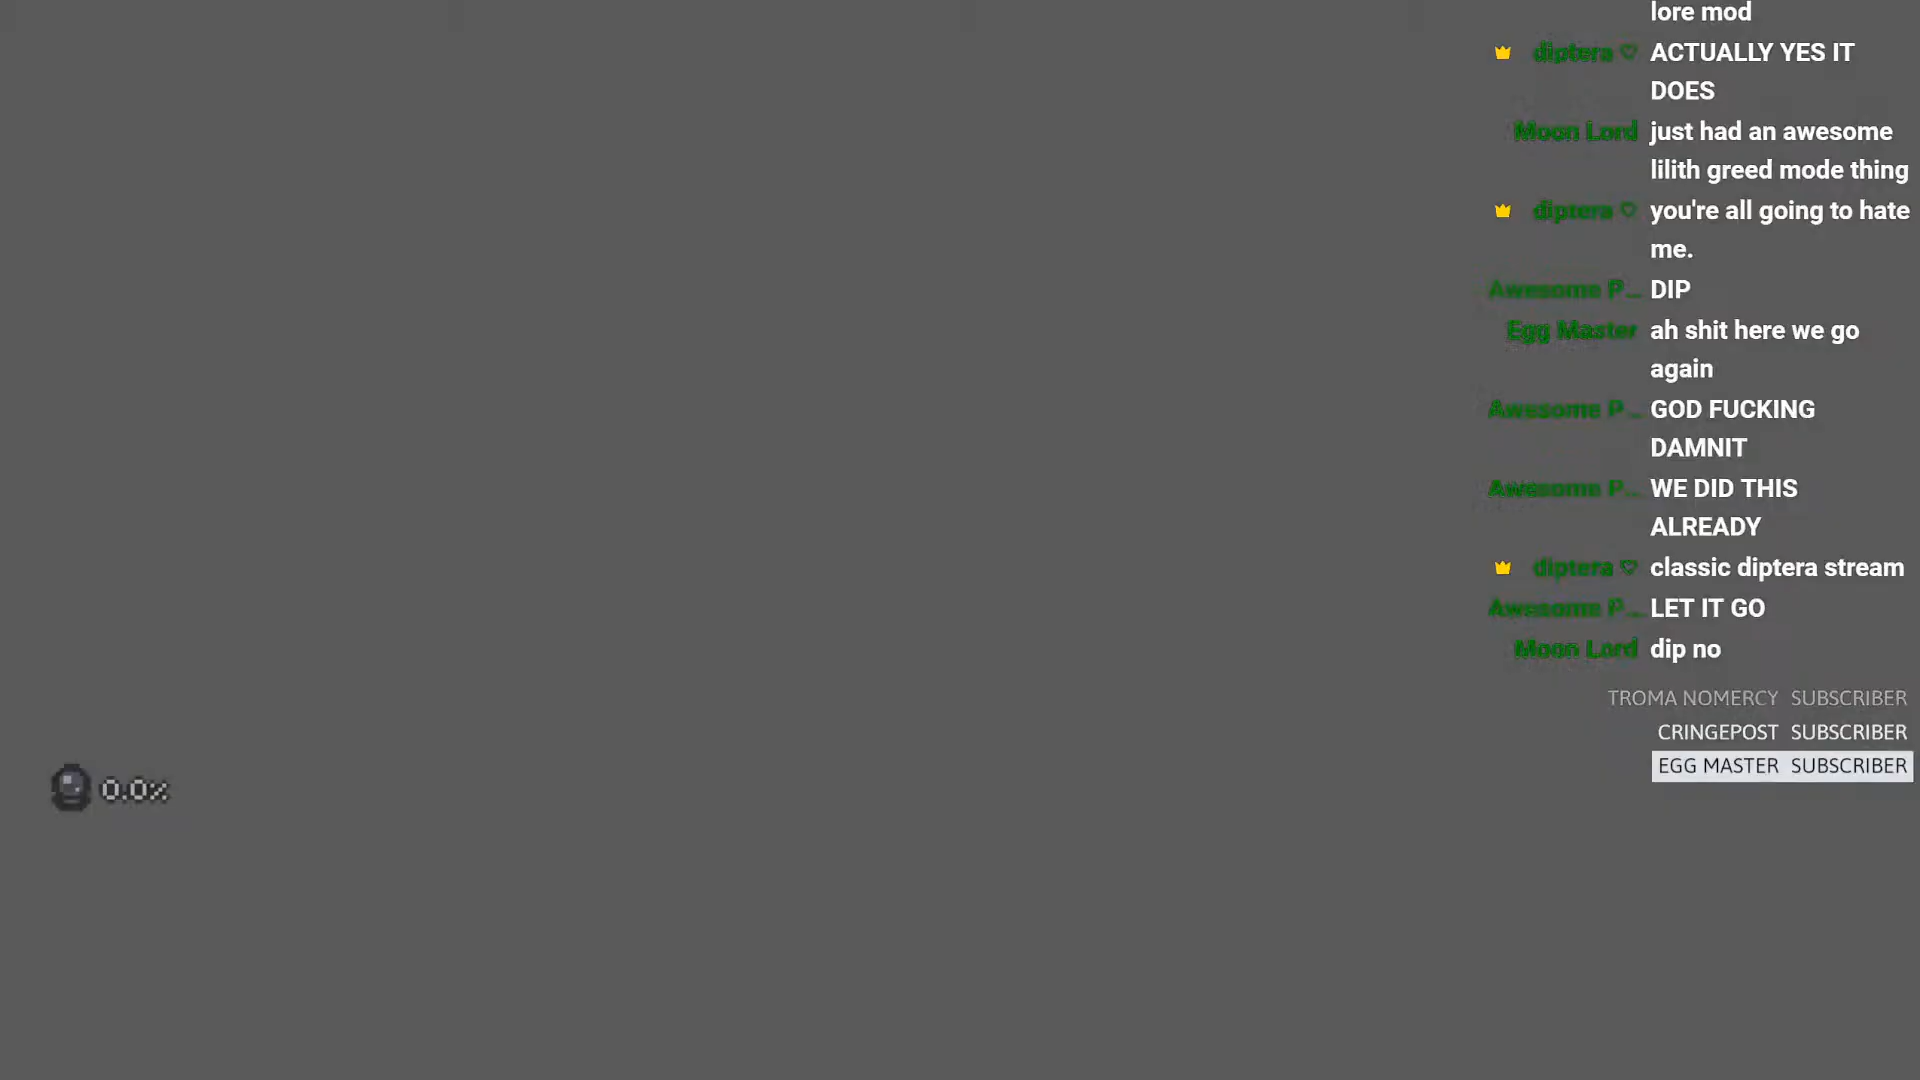 lore mod
diptera ♡ ACTUALLY YES IT
DOES
Moon Lord just had an awesome
lilith greed mode thing
diptera ♡ you're all going to hate
me.
Awesome P... DIP
Egg Master ah shit here we go
again
Awesome P... GOD FUCKING
DAMNIT
Awesome P... WE DID THIS
ALREADY
diptera ♡ classic diptera stream
Awesome P... LET IT GO
Moon Lord dip no
TROMA NOMERCY SUBSCRIBER
CRINGEPOST SUBSCRIBER
EGG MASTER SUBSCRIBER
0.0%